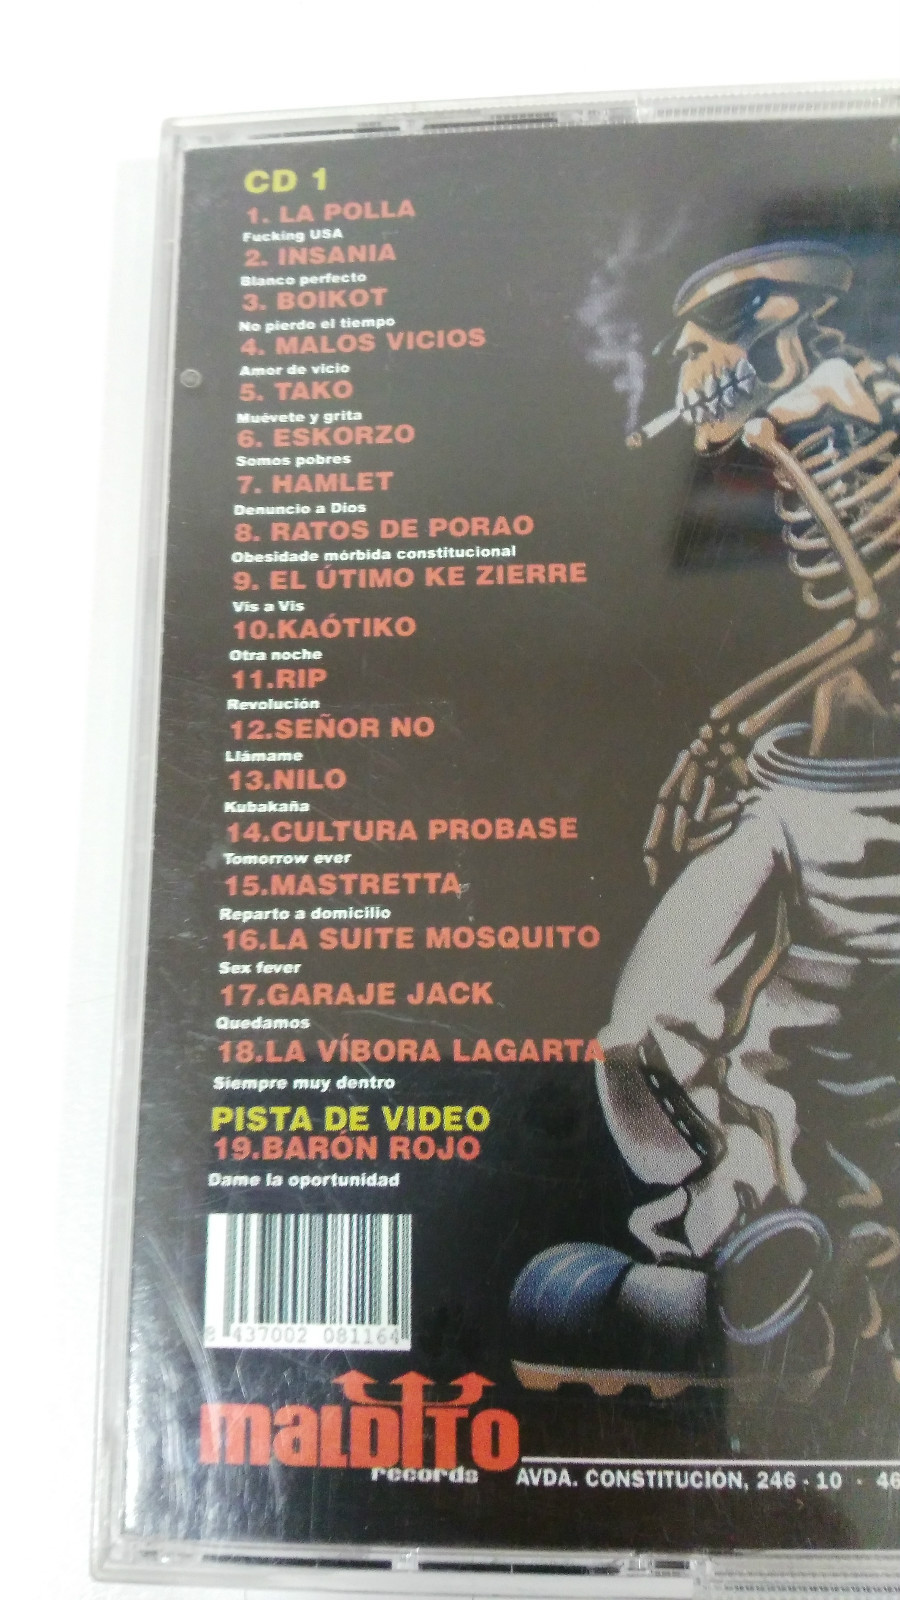 CD 1
1. LA POLLA
Fucking USA
2. INSANIA
Blanco perfecto
3. BOIKOT
No pierdo el tiempo
4. MALOS VICIOS
Amor de vicio
5. TAKO
Muévete y grita
6. ESKORZO
Somos pobres
7. HAMLET
Denuncio a Dios
8. RATOS DE PORAO
Obesidade mórbida constitucional
9. EL ÚTIMO KE ZIERRE
Vis a Vis
10.KAÓTIKO
Otra noche
11.RIP
Revolución
12.SEÑOR NO
Llámame
13.NILO
Kubakaña
14.CULTURA PROBASE
Tomorrow ever
15.MASTRETTA
Reparto a domicilio
16.LA SUITE MOSQUITO
Sex fever
17.GARAJE JACK
Quedamos
18.LA VÍBORA LAGARTA
Siempre muy dentro
PISTA DE VIDEO
19.BARÓN ROJO
Dame la oportunidad
8 437002 081164
maldito
records
AVDA. CONSTITUCIÓN, 246 - 10 · 46